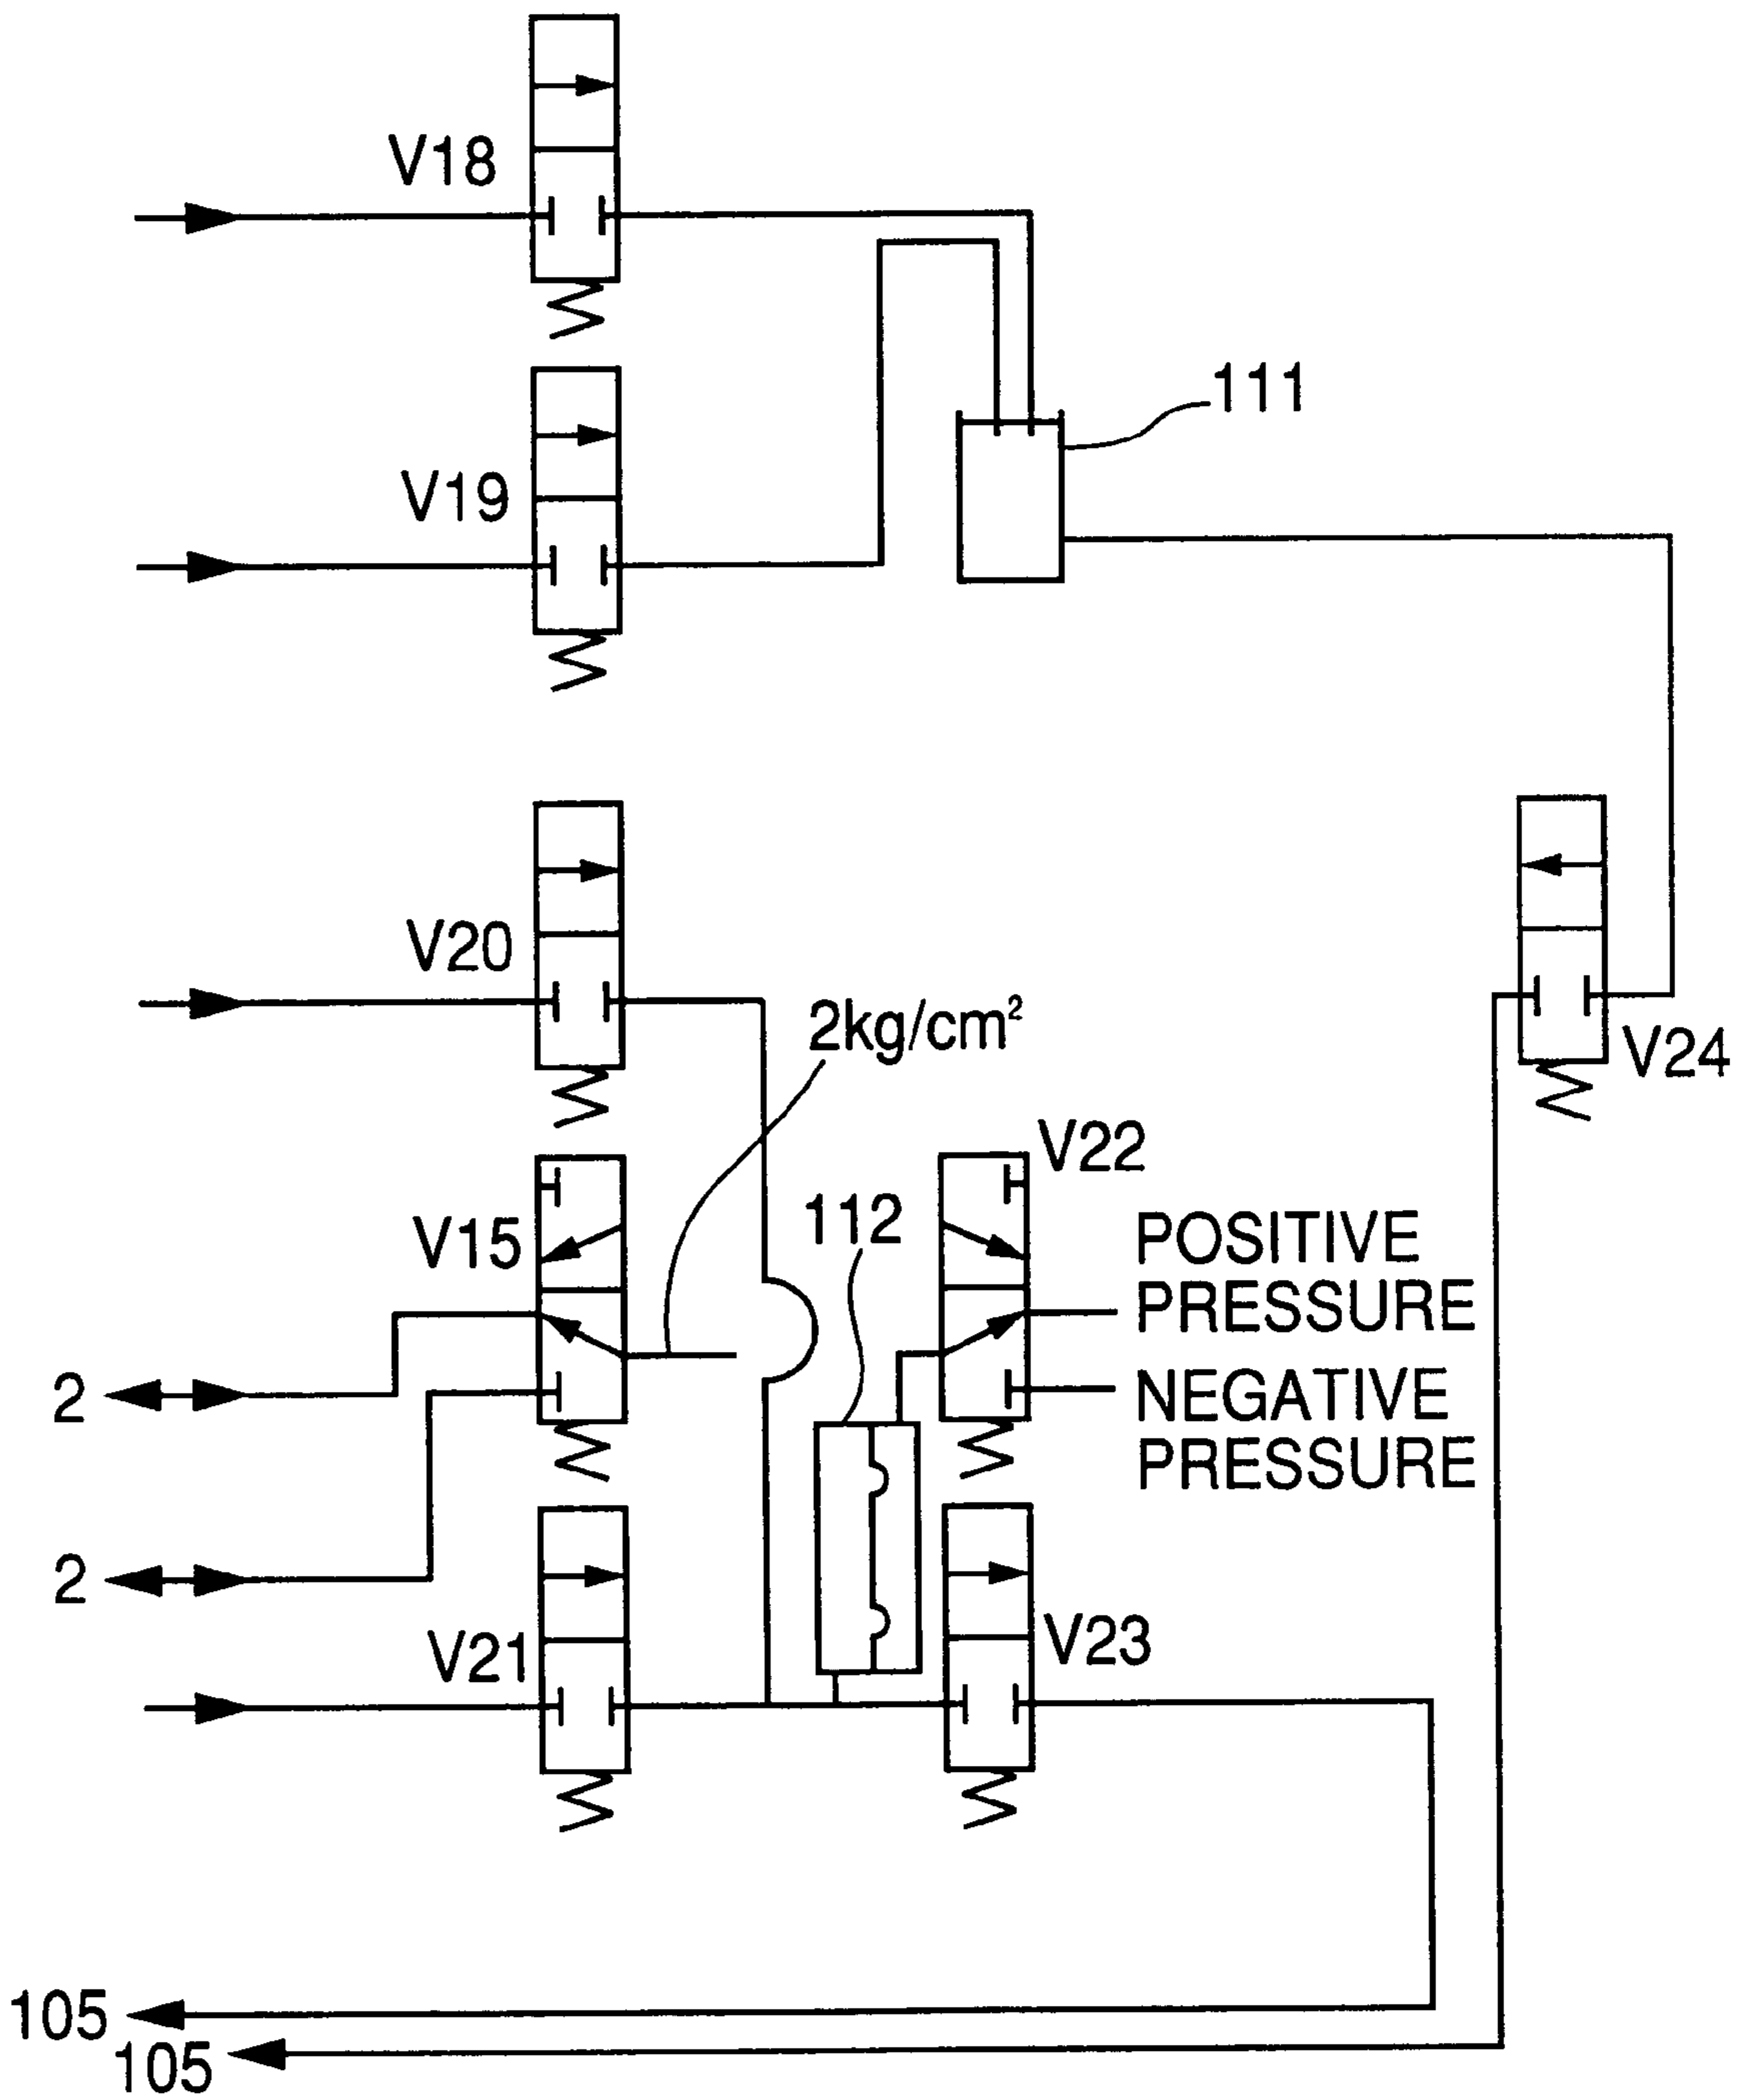 V18
111
V19
V20
2kg/cm²
V24
V22
112
V15
POSITIVE
PRESSURE
2
NEGATIVE
PRESSURE
2
V23
V21
105
105